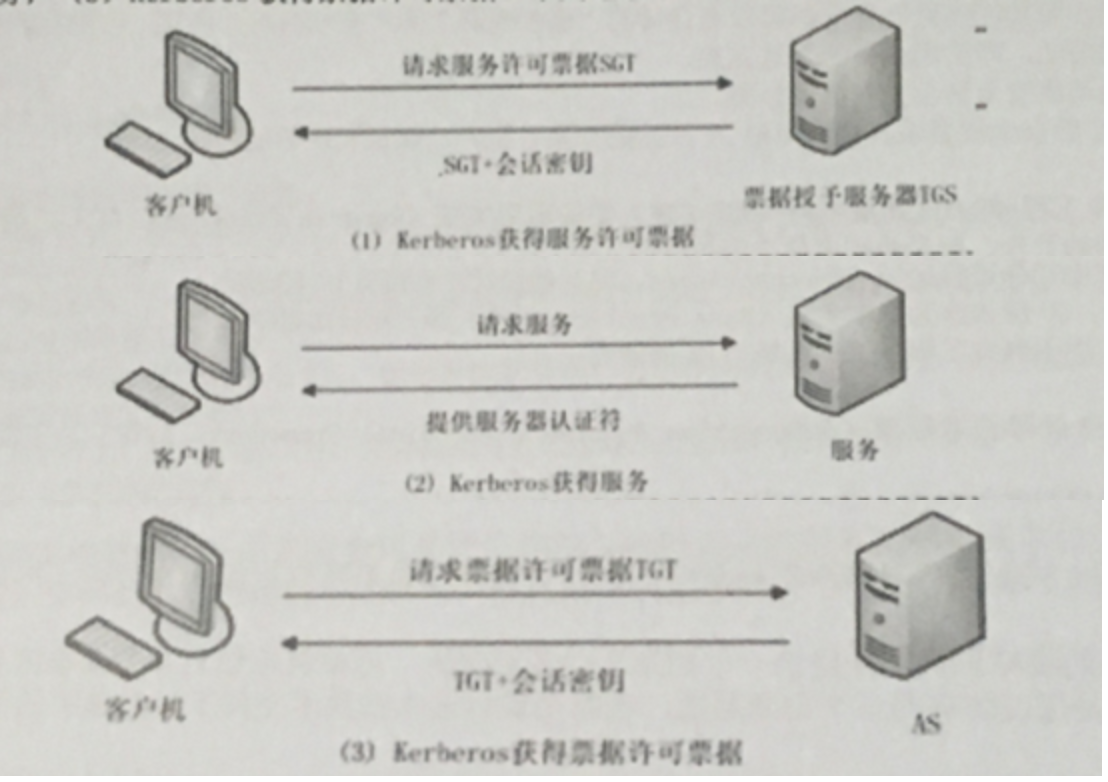 请求服务许可票据SGT
SGT+会话密钥
客户机
票据授予服务器TGS
(1) Kerberos获得服务许可票据
请求服务
提供服务器认证符
客户机
服务
(2) Kerberos获得服务
请求票据许可票据TGT
TGT+会话密钥
客户机
AS
(3) Kerberos获得票据许可票据